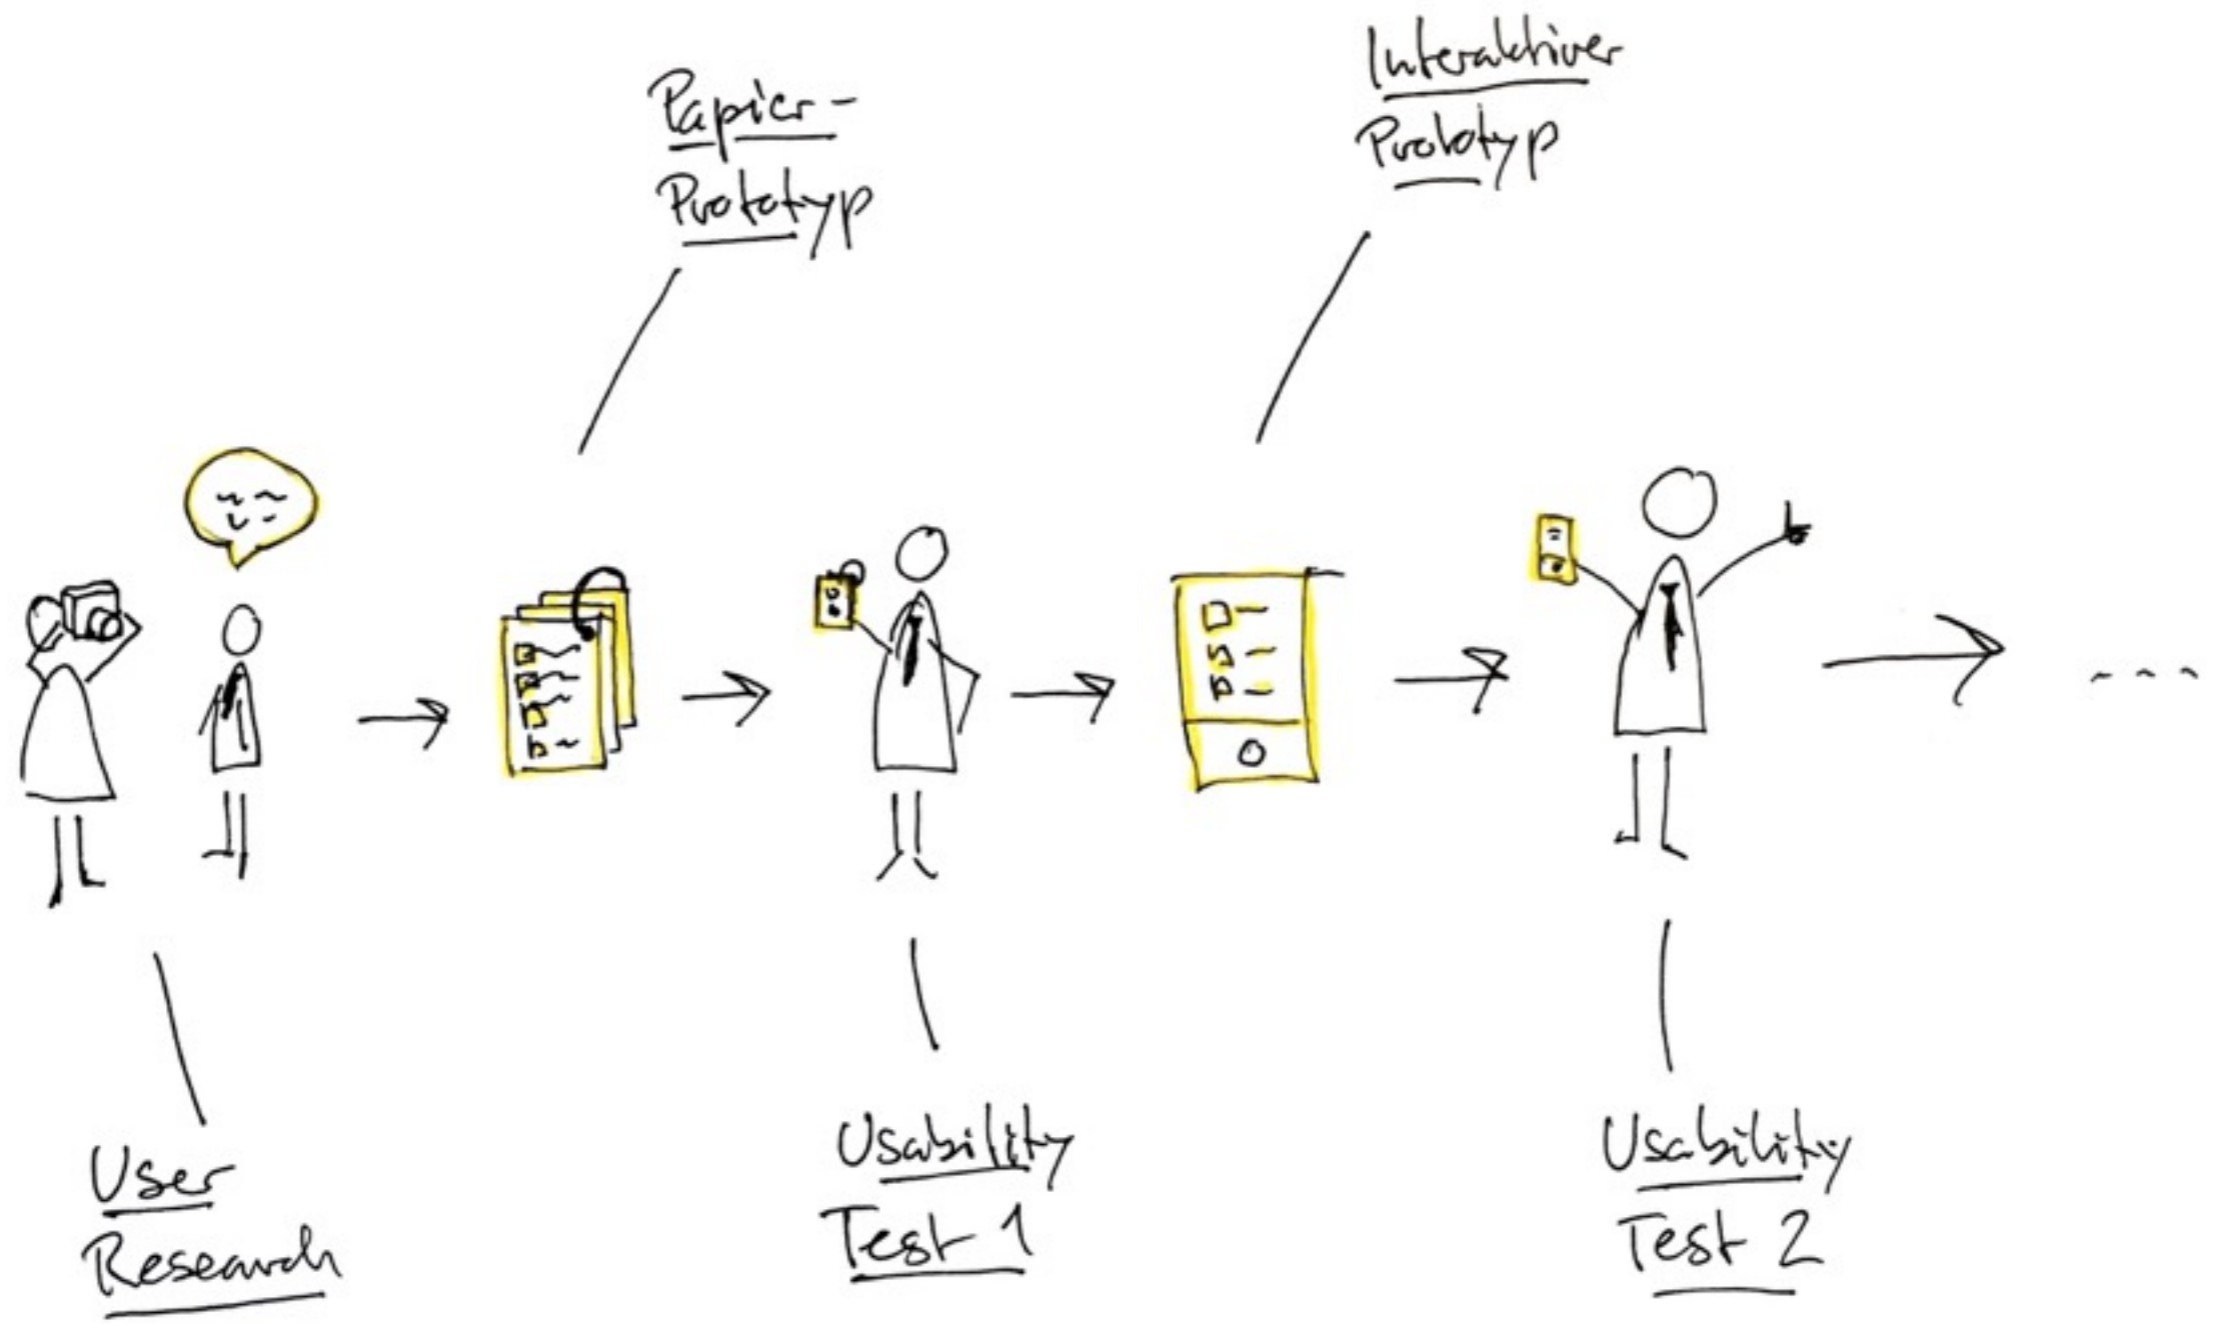 Papier-
Prototyp
Interaktiver
Prototyp
User
Research
Usability
Test 1
Usability
Test 2